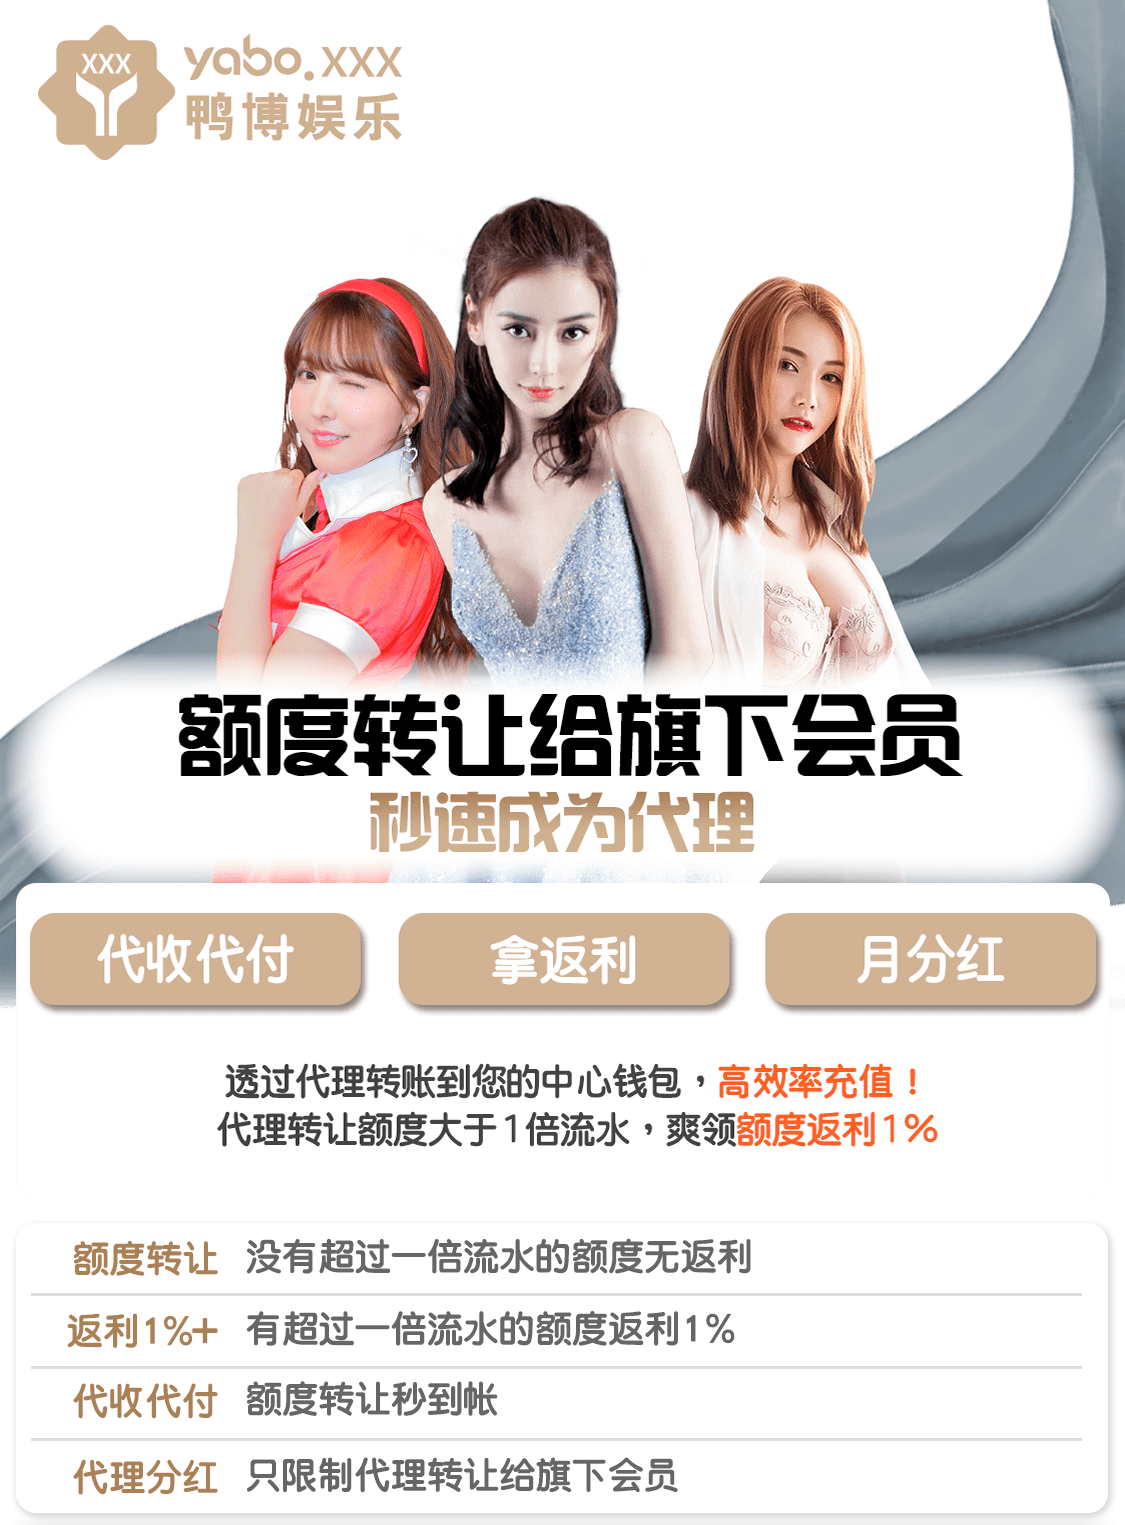 XXX
yabo.xxx
鸭博娱乐
额度转让给旗下会员
秒速成为代理
代收代付
拿返利
月分红
透过代理转账到您的中心钱包，高效率充值！
代理转让额度大于1倍流水，爽领额度返利1%
额度转让 没有超过一倍流水的额度无返利
返利1%+ 有超过一倍流水的额度返利1%
代收代付 额度转让秒到帐
代理分红 只限制代理转让给旗下会员